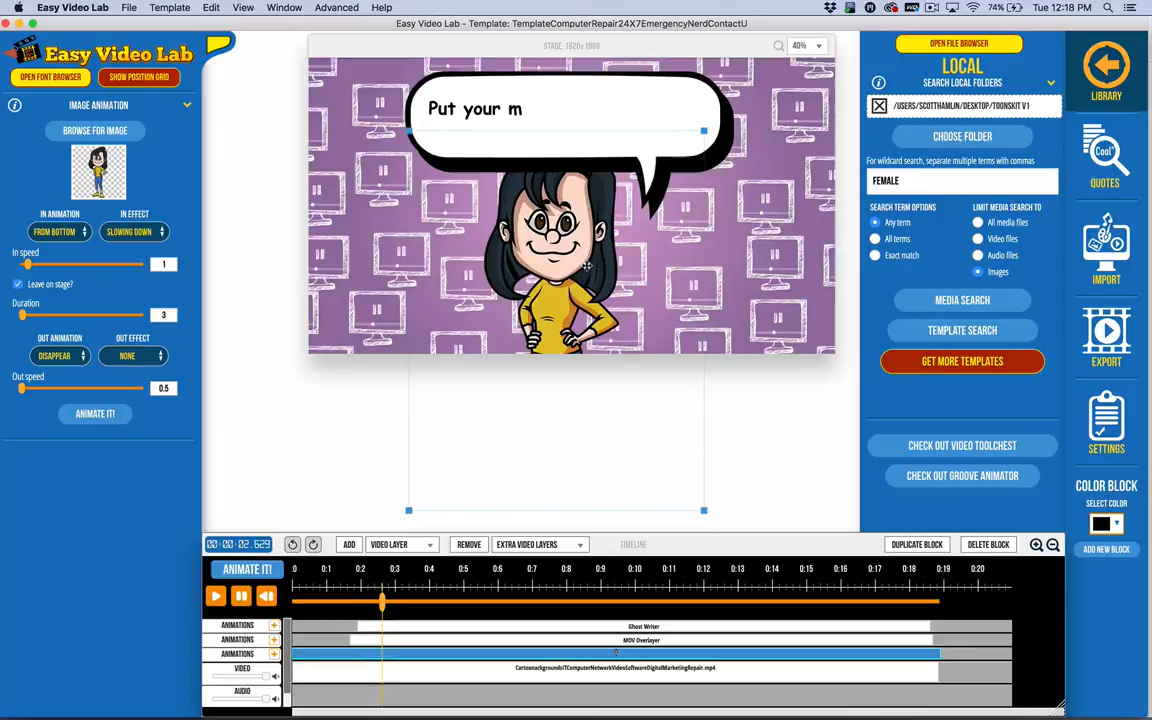 Easy Video Lab File Template Edit View Window Advanced Help 74% Tue 12:18 PM
Easy Video Lab - Template: TemplateComputerRepair24X7EmergencyNerdContactU
Easy Video Lab
OPEN FONT BROWSER SHOW POSITION GRID
IMAGE ANIMATION
BROWSE FOR IMAGE
IN ANIMATION IN EFFECT
FROM BOTTOM SLOWING DOWN
In speed
1
Leave on stage?
Duration
3
OUT ANIMATION OUT EFFECT
DISAPPEAR NONE
Out speed
0.5
ANIMATE IT!
STAGE: 1920x1080
40%
Put your m
OPEN FILE BROWSER
LOCAL
SEARCH LOCAL FOLDERS
/USERS/SCOTTHAMLIN/DESKTOP/TOONSKIT V1
CHOOSE FOLDER
For wildcard search, separate multiple terms with commas
FEMALE
SEARCH TERM OPTIONS LIMIT MEDIA SEARCH TO
Any term All media files
All terms Video files
Exact match Audio files
Images
MEDIA SEARCH
TEMPLATE SEARCH
GET MORE TEMPLATES
CHECK OUT VIDEO TOOLCHEST
CHECK OUT GROOVE ANIMATOR
LIBRARY
Cool
QUOTES
IMPORT
EXPORT
SETTINGS
COLOR BLOCK
SELECT COLOR
ADD NEW BLOCK
00:00:02.629 ADD VIDEO LAYER REMOVE EXTRA VIDEO LAYERS TIMELINE DUPLICATE BLOCK DELETE BLOCK
ANIMATE IT! :0 0:1 0:2 0:3 0:4 0:5 0:6 0:7 0:8 0:9 0:10 0:11 0:12 0:13 0:14 0:15 0:16 0:17 0:18 0:19 0:20
ANIMATIONS + Ghost Writer
ANIMATIONS + MOV Overlayer
ANIMATIONS +
VIDEO CartoonackgroundsITComputerNetworkVideoSoftwareDigitalMarketingRepair.mp4
AUDIO